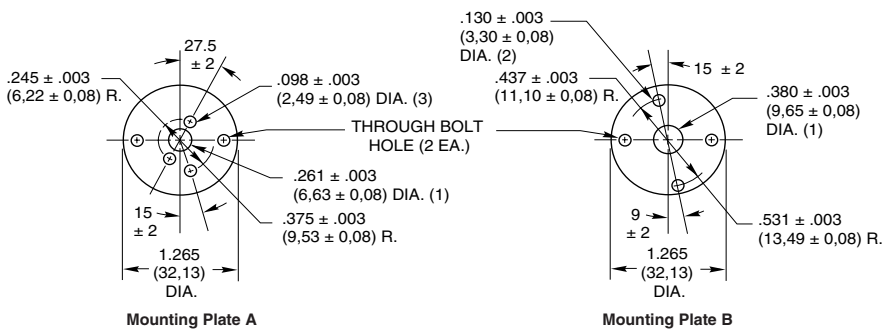 27.5
± 2
.245 ± .003
(6,22 ± 0,08) R.
.098 ± .003
(2,49 ± 0,08) DIA. (3)
THROUGH BOLT
HOLE (2 EA.)
.261 ± .003
(6,63 ± 0,08) DIA. (1)
.375 ± .003
(9,53 ± 0,08) R.
15
± 2
1.265
(32,13)
DIA.
Mounting Plate A
.130 ± .003
(3,30 ± 0,08)
DIA. (2)
15 ± 2
.437 ± .003
(11,10 ± 0,08) R.
.380 ± .003
(9,65 ± 0,08)
DIA. (1)
9
± 2
.531 ± .003
(13,49 ± 0,08) R.
1.265
(32,13)
DIA.
Mounting Plate B